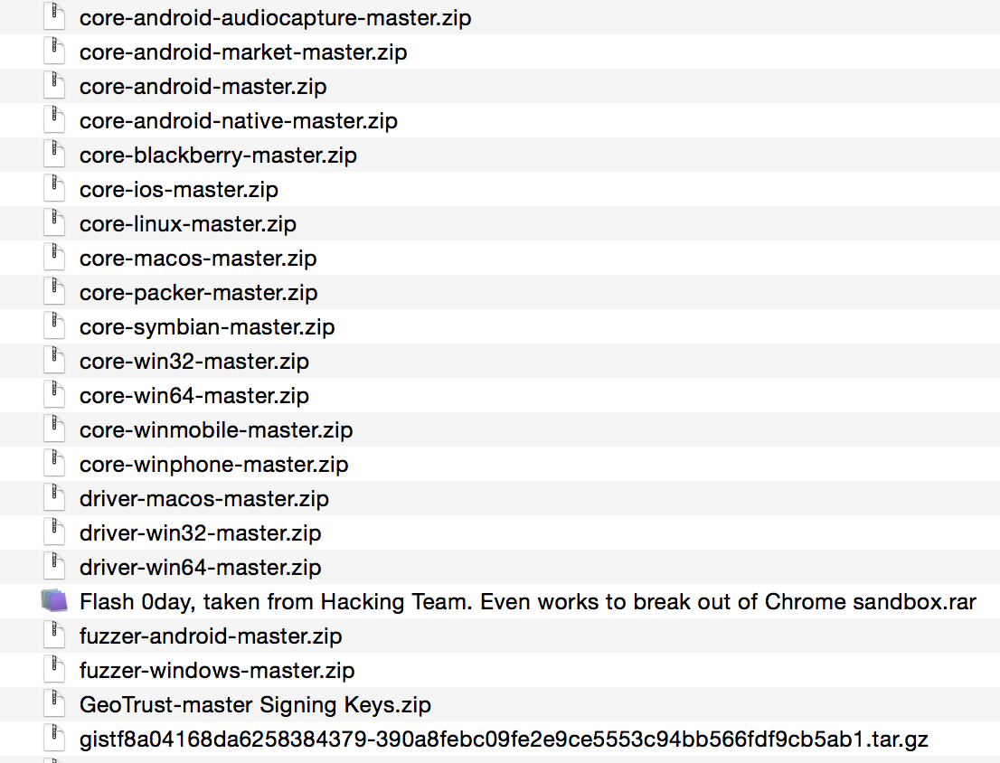 core-android-audiocapture-master.zip
core-android-market-master.zip
core-android-master.zip
core-android-native-master.zip
core-blackberry-master.zip
core-ios-master.zip
core-linux-master.zip
core-macos-master.zip
core-packer-master.zip
core-symbian-master.zip
core-win32-master.zip
core-win64-master.zip
core-winmobile-master.zip
core-winphone-master.zip
driver-macos-master.zip
driver-win32-master.zip
driver-win64-master.zip
Flash 0day, taken from Hacking Team. Even works to break out of Chrome sandbox.rar
fuzzer-android-master.zip
fuzzer-windows-master.zip
GeoTrust-master Signing Keys.zip
gistf8a04168da6258384379-390a8febc09fe2e9ce5553c94bb566fdf9cb5ab1.tar.gz